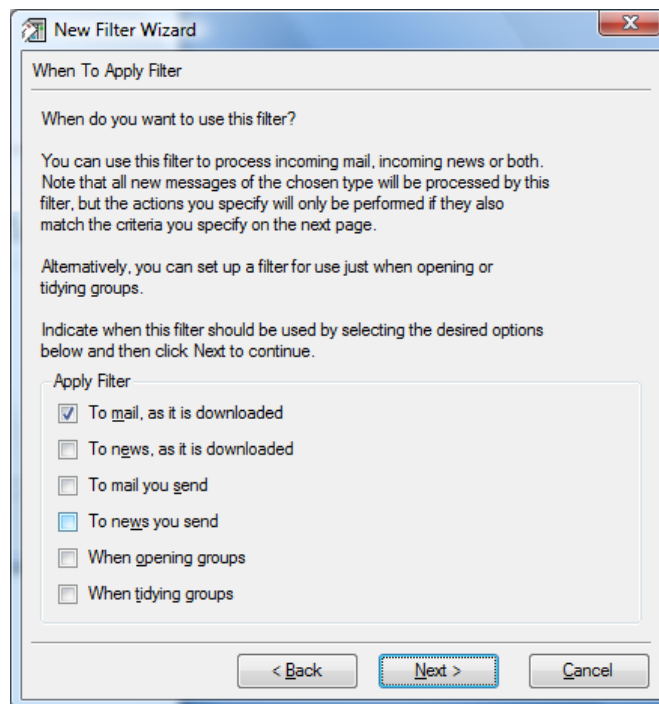 New Filter Wizard
When To Apply Filter
When do you want to use this filter?
You can use this filter to process incoming mail, incoming news or both.
Note that all new messages of the chosen type will be processed by this
filter, but the actions you specify will only be performed if they also
match the criteria you specify on the next page.
Alternatively, you can set up a filter for use just when opening or
tidying groups.
Indicate when this filter should be used by selecting the desired options
below and then click Next to continue.
Apply Filter
To mail, as it is downloaded
To news, as it is downloaded
To mail you send
To news you send
When opening groups
When tidying groups
< Back Next > Cancel